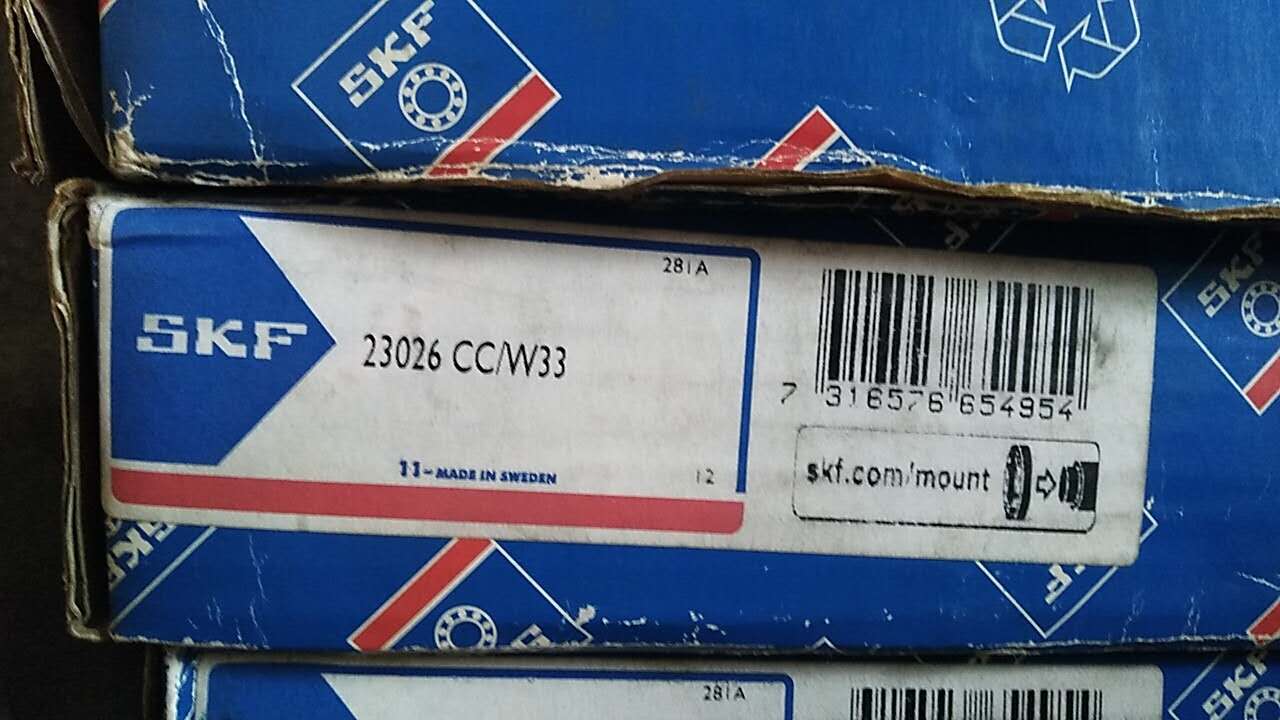 SKF
281A
SKF
23026 CC/W33
7 316576 654954
11-MADE IN SWEDEN
12
skf.com/mount
SKF
SKF
SKF
281A
SKF